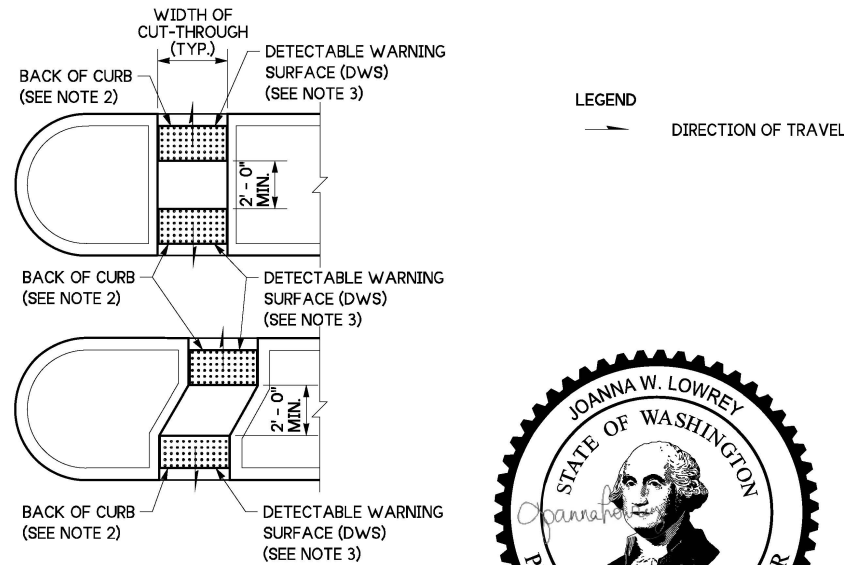 WIDTH OF
CUT-THROUGH
(TYP.)
DETECTABLE WARNING
SURFACE (DWS)
(SEE NOTE 3)
BACK OF CURB
(SEE NOTE 2)
2' - 0"
MIN.
LEGEND
DIRECTION OF TRAVEL
BACK OF CURB
(SEE NOTE 2)
DETECTABLE WARNING
SURFACE (DWS)
(SEE NOTE 3)
2' - 0"
MIN.
BACK OF CURB
(SEE NOTE 2)
DETECTABLE WARNING
SURFACE (DWS)
(SEE NOTE 3)
JOANNA W. LOWREY
STATE OF WASHINGTON